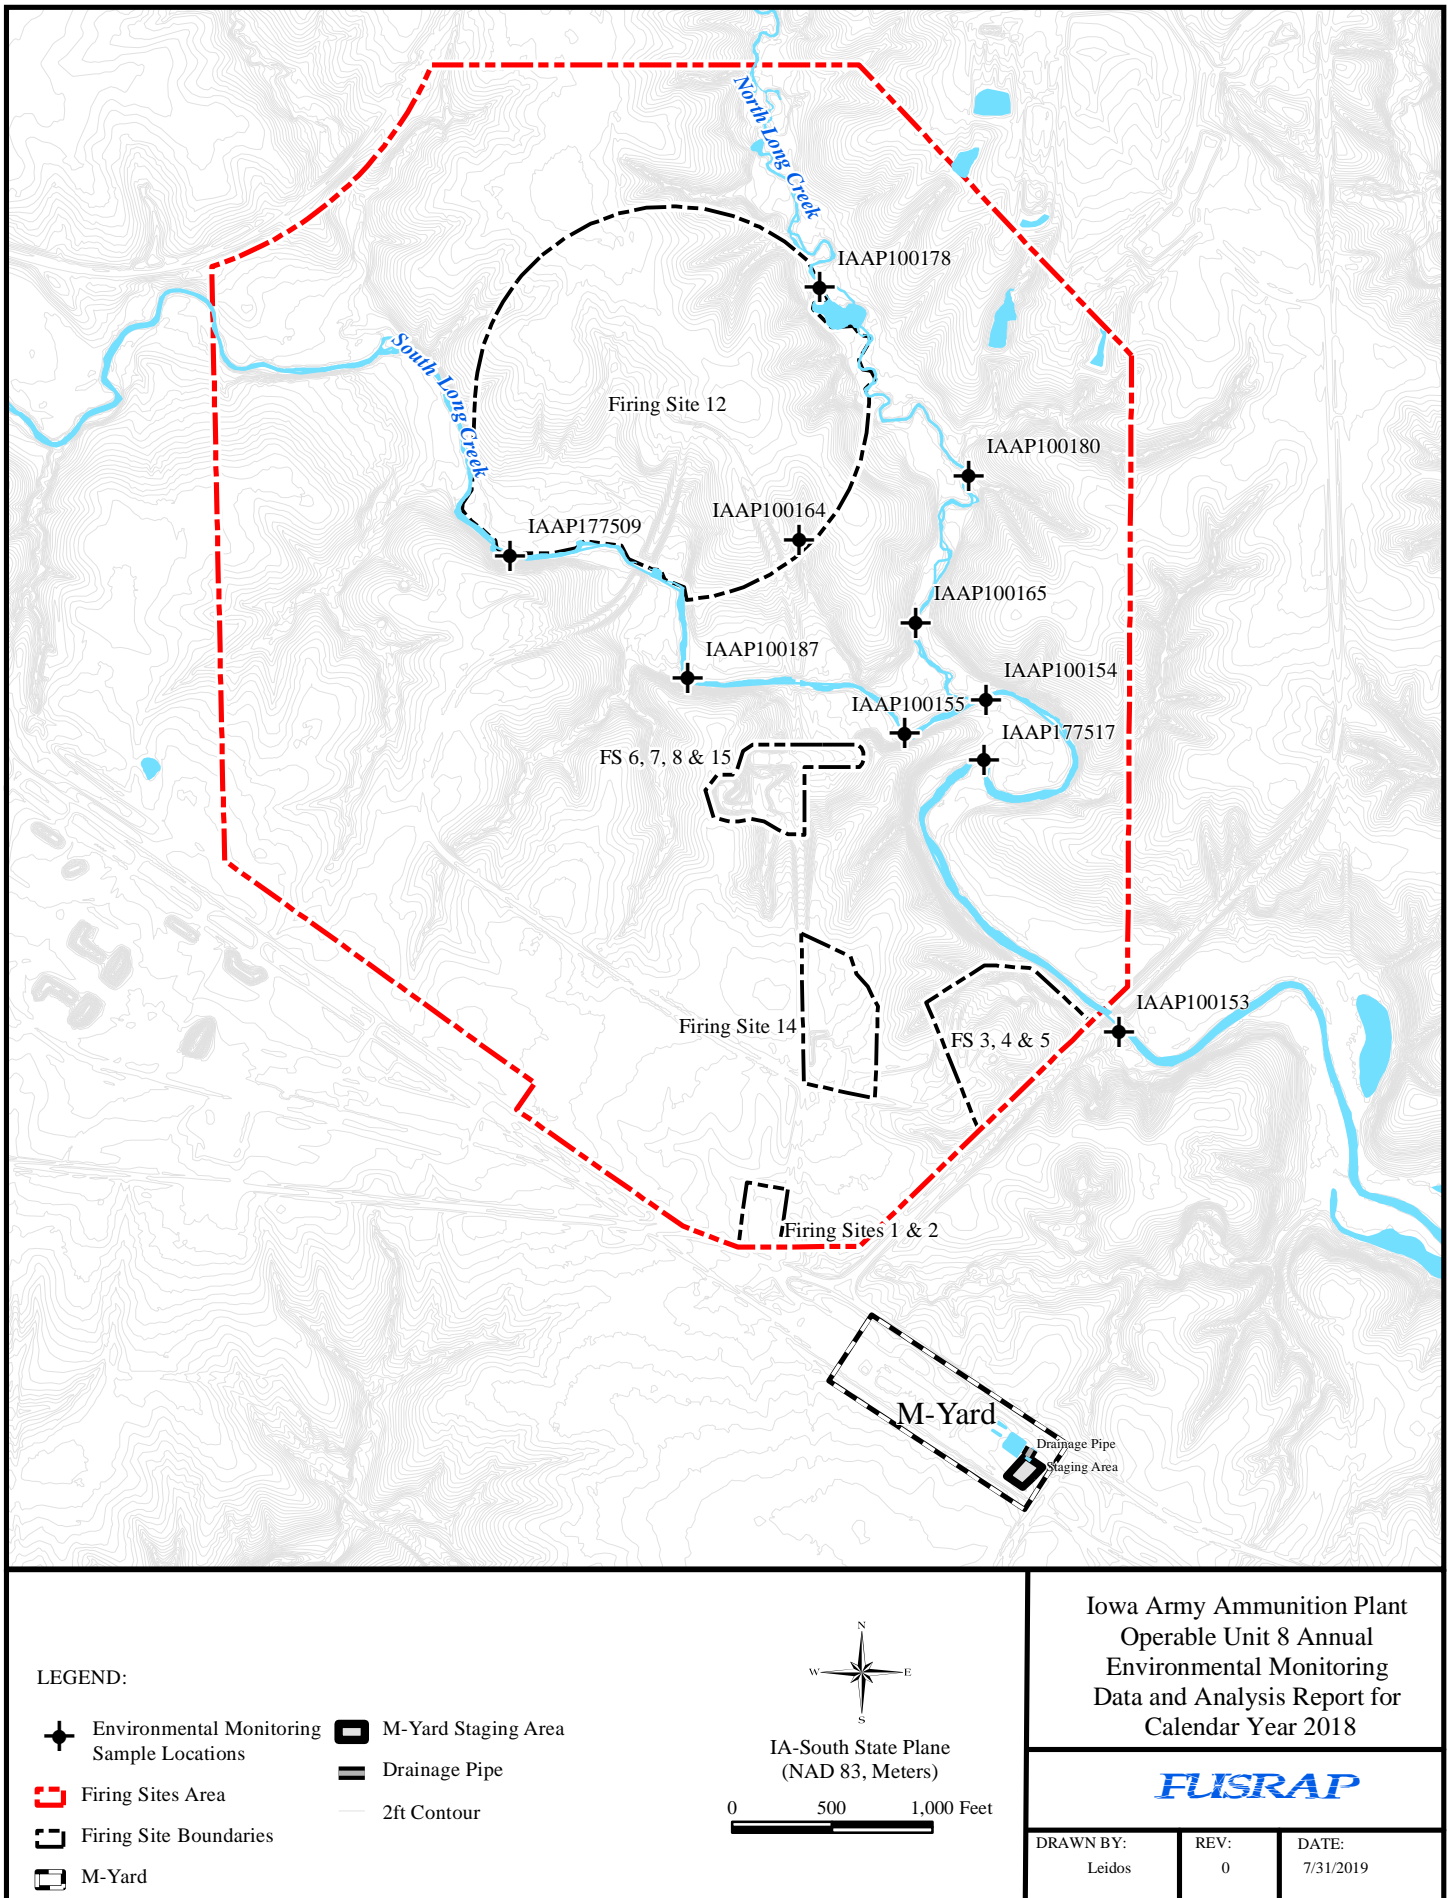 North Long Creek
IAAP100178
South Long Creek
Firing Site 12
IAAP100180
IAAP100164
IAAP177509
IAAP100165
IAAP100187
IAAP100154
IAAP100155
IAAP177517
FS 6, 7, 8 & 15
IAAP100153
Firing Site 14
FS 3, 4 & 5
Firing Sites 1 & 2
M-Yard
Drainage Pipe
Staging Area
LEGEND:
Environmental Monitoring
Sample Locations
Firing Sites Area
Firing Site Boundaries
M-Yard
M-Yard Staging Area
Drainage Pipe
2ft Contour
N
W
E
S
IA-South State Plane
(NAD 83, Meters)
0 500 1,000 Feet
Iowa Army Ammunition Plant
Operable Unit 8 Annual
Environmental Monitoring
Data and Analysis Report for
Calendar Year 2018
FUSRAP
DRAWN BY:
Leidos
REV:
0
DATE:
7/31/2019